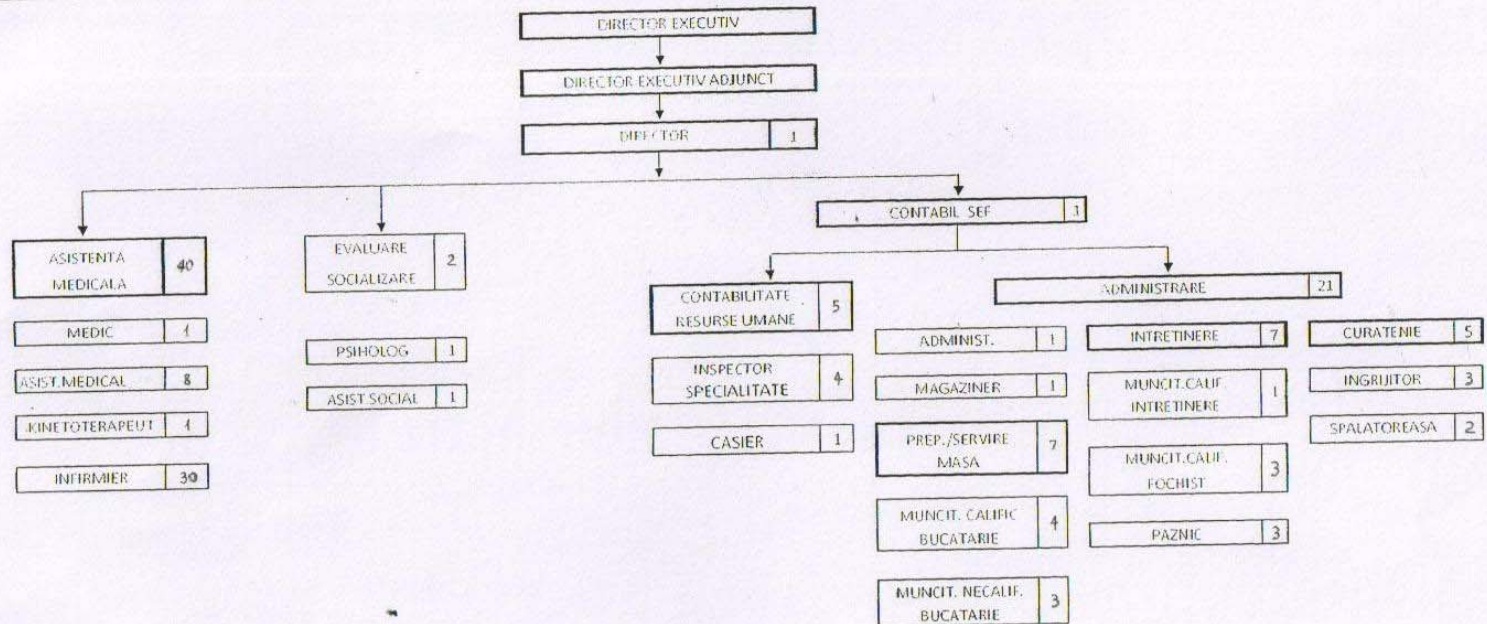 DIRECTOR EXECUTIV
DIRECTOR EXECUTIV ADJUNCT
DIRECTOR 1
CONTABIL SEF 1
ASISTENTA
MEDICALA 40
MEDIC 1
ASIST.MEDICAL 8
KINETOTERAPEUT 1
INFIRMIER 30
EVALUARE
SOCIALIZARE 2
PSIHOLOG 1
ASIST.SOCIAL 1
CONTABILITATE
RESURSE UMANE 5
INSPECTOR
SPECIALITATE 4
CASIER 1
ADMINISTRARE 21
ADMINIST. 1
MAGAZINER 1
PREP./SERVIRE
MASA 7
MUNCIT. CALIFIC
BUCATARIE 4
MUNCIT. NECALIF.
BUCATARIE 3
INTRETINERE 7
MUNCIT.CALIF.
INTRETINERE 1
MUNCIT.CALIF.
FOCHIST 3
PAZNIC 3
CURATENIE 5
INGRIJITOR 3
SPALATOREASA 2